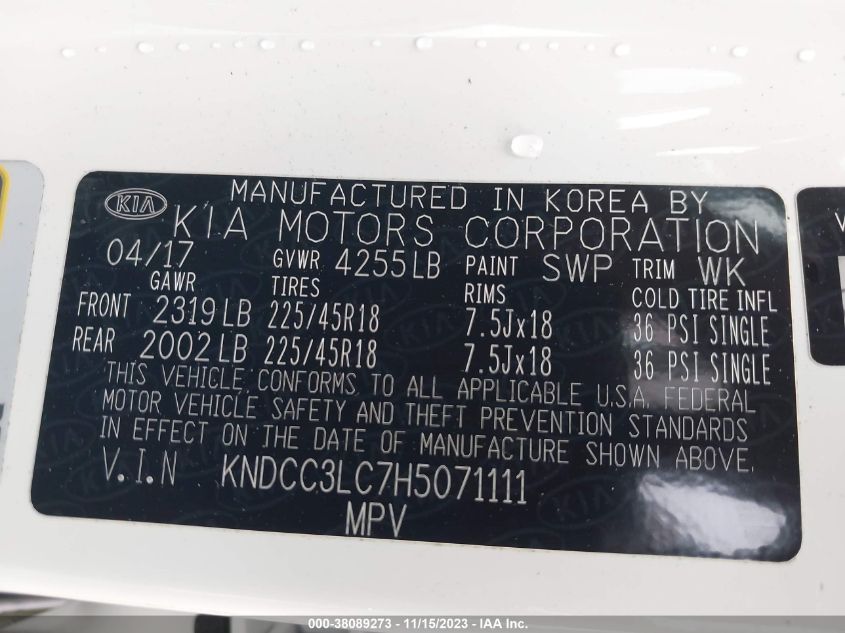 MANUFACTURED IN KOREA BY
KIA KIA MOTORS CORPORATION
04/17 GVWR 4255LB PAINT SWP TRIM WK
GAWR TIRES RIMS COLD TIRE INFL
FRONT 2319LB 225/45R18 7.5Jx18 36 PSI SINGLE
REAR 2002LB 225/45R18 7.5Jx18 36 PSI SINGLE
THIS VEHICLE CONFORMS TO ALL APPLICABLE U.S.A. FEDERAL
MOTOR VEHICLE SAFETY AND THEFT PREVENTION STANDARDS
IN EFFECT ON THE DATE OF MANUFACTURE SHOWN ABOVE.
V.I.N KNDCC3LC7H5071111
MPV
000-38089273 - 11/15/2023 - IAA Inc.